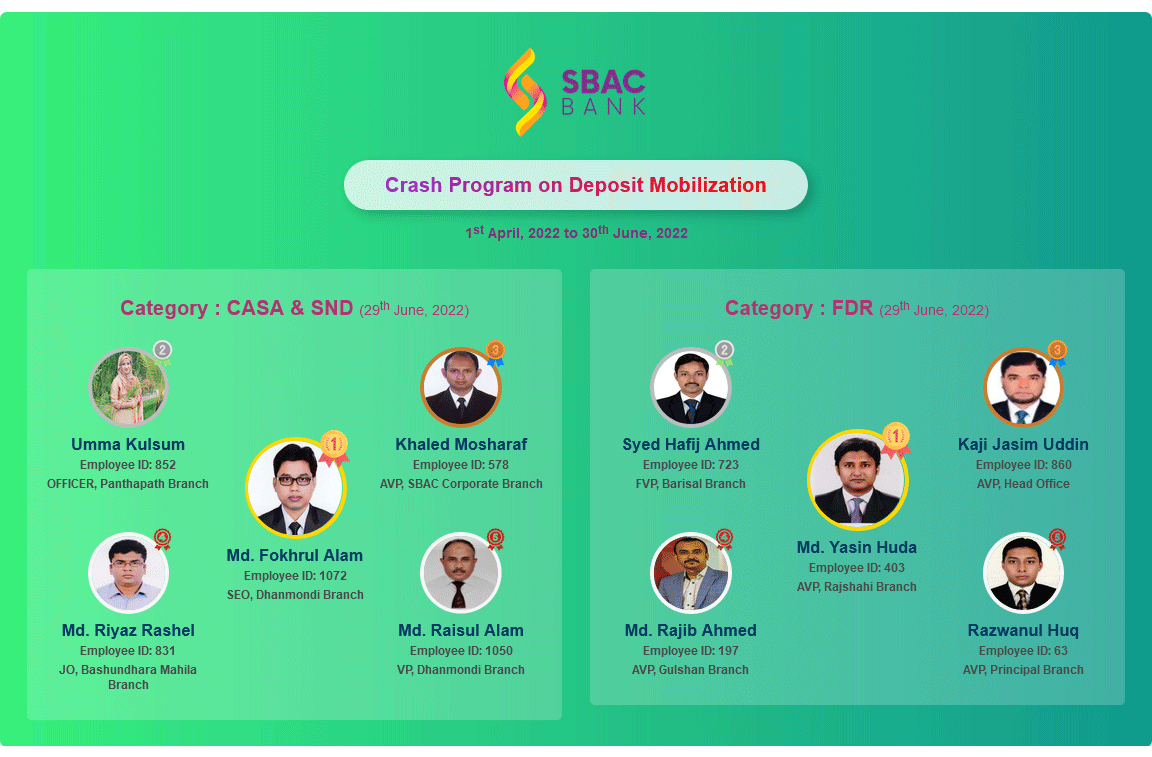 SBAC
BANK
Crash Program on Deposit Mobilization
1st April, 2022 to 30th June, 2022
Category : CASA & SND (29th June, 2022)
2
Umma Kulsum
Employee ID: 852
OFFICER, Panthapath Branch
1
Md. Fokhrul Alam
Employee ID: 1072
SEO, Dhanmondi Branch
3
Khaled Mosharaf
Employee ID: 578
AVP, SBAC Corporate Branch
4
Md. Riyaz Rashel
Employee ID: 831
JO, Bashundhara Mahila
Branch
5
Md. Raisul Alam
Employee ID: 1050
VP, Dhanmondi Branch
Category : FDR (29th June, 2022)
2
Syed Hafij Ahmed
Employee ID: 723
FVP, Barisal Branch
1
Md. Yasin Huda
Employee ID: 403
AVP, Rajshahi Branch
3
Kaji Jasim Uddin
Employee ID: 860
AVP, Head Office
4
Md. Rajib Ahmed
Employee ID: 197
AVP, Gulshan Branch
5
Razwanul Huq
Employee ID: 63
AVP, Principal Branch